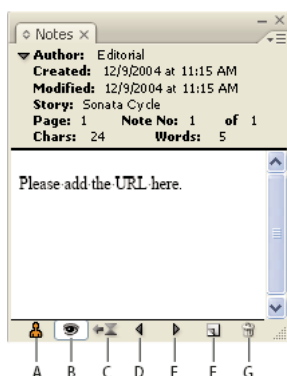 Notes ×
Author: Editorial
Created: 12/9/2004 at 11:15 AM
Modified: 12/9/2004 at 11:15 AM
Story: Sonata Cycle
Page: 1 Note No: 1 of 1
Chars: 24 Words: 5
Please add the URL here.
A B C D E F G